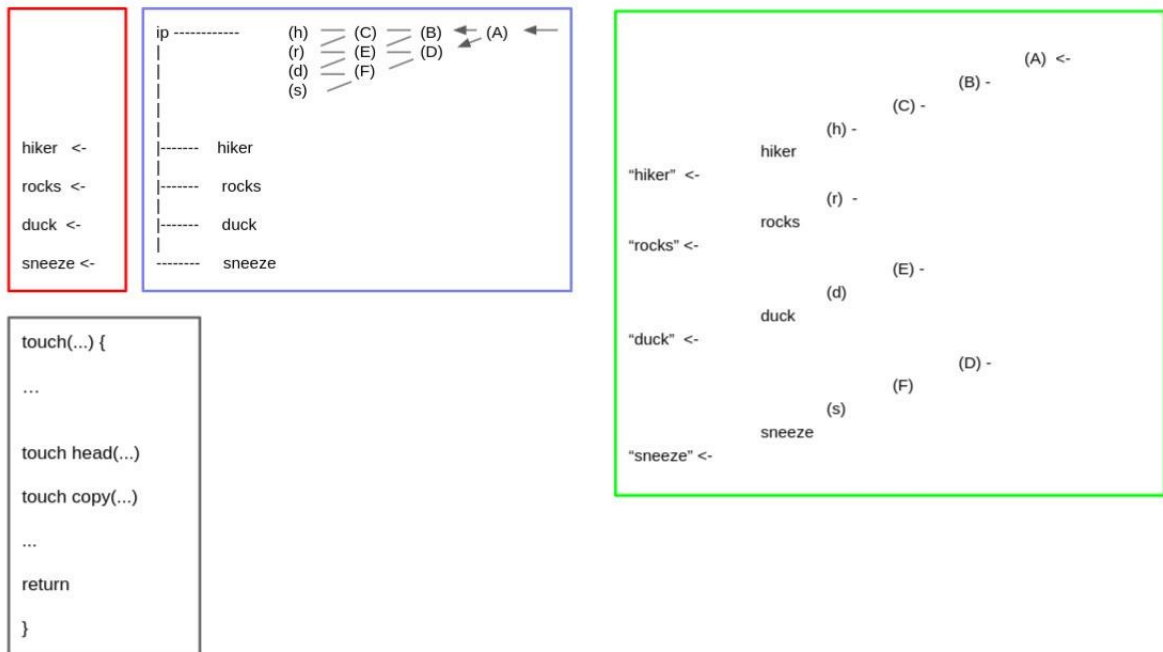 hiker <-
rocks <-
duck <-
sneeze <-
ip ------------ (h) (C) (B) (A)
| (r) (E) (D)
| (d) (F)
| (s)
|
|
|------- hiker
|
|------- rocks
|
|------- duck
|
-------- sneeze
(A) <-
(B) -
(C) -
(h) -
hiker
“hiker” <-
(r) -
rocks
“rocks” <-
(E) -
(d)
duck
“duck” <-
(D) -
(F)
(s)
sneeze
“sneeze” <-
touch(...) {
...
touch head(...)
touch copy(...)
...
return
}